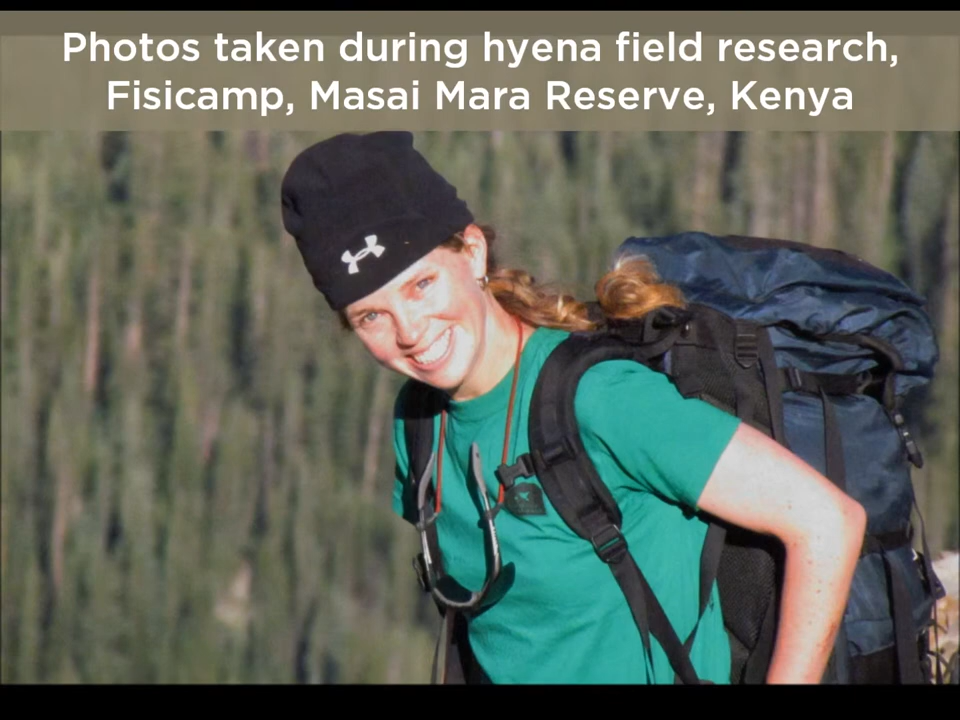 Photos taken during hyena field research,
Fisicamp, Masai Mara Reserve, Kenya